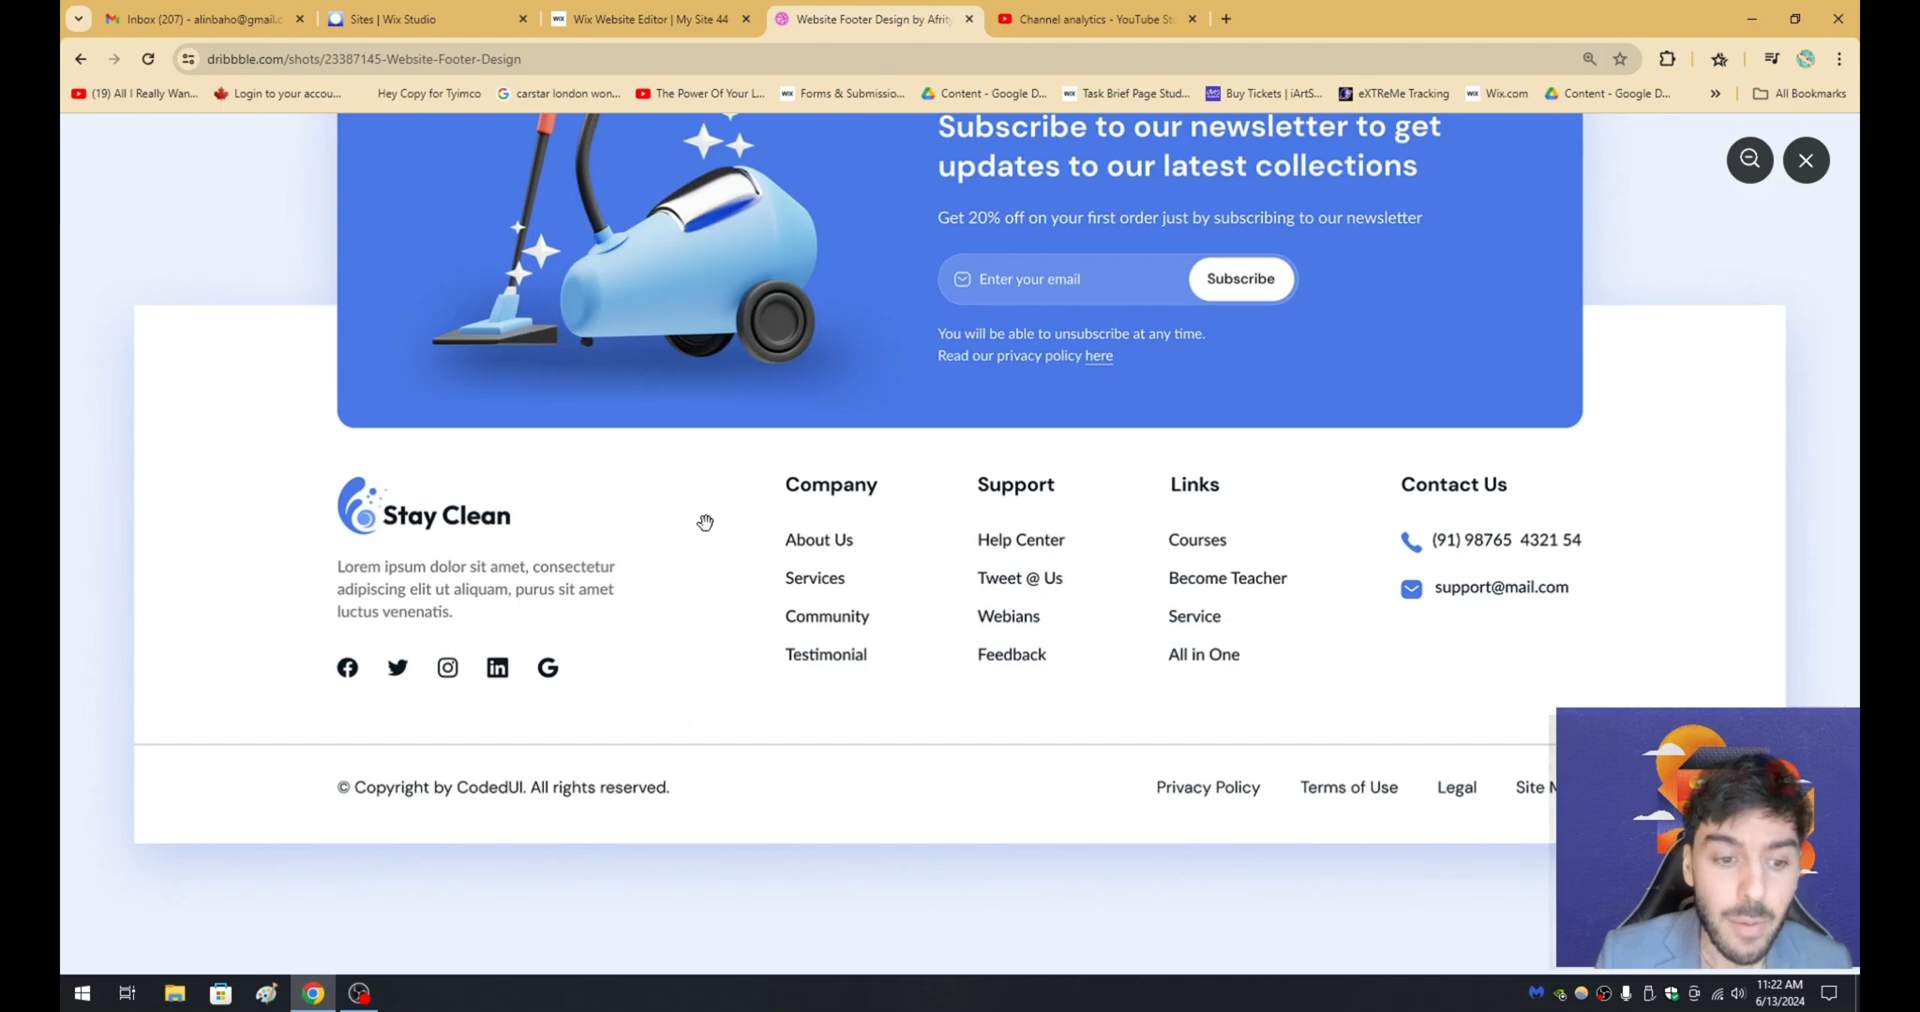 Inbox (207) - alinbaho@gmail.c
Sites | Wix Studio
WIX Wix Website Editor | My Site 44
Website Footer Design by Afrity
Channel analytics - YouTube St
dribbble.com/shots/23387145-Website-Footer-Design
(19) All I Really Wan...
Login to your accou...
Hey Copy for Tyimco
carstar london won...
The Power Of Your L...
WIX Forms & Submissio...
Content - Google D...
WIX Task Brief Page Stud...
Buy Tickets | iArtS...
eXTReMe Tracking
WIX Wix.com
Content - Google D...
All Bookmarks
Subscribe to our newsletter to get
updates to our latest collections
Get 20% off on your first order just by subscribing to our newsletter
Enter your email
Subscribe
You will be able to unsubscribe at any time.
Read our privacy policy here
Stay Clean
Lorem ipsum dolor sit amet, consectetur
adipiscing elit ut aliquam, purus sit amet
luctus venenatis.
Company
About Us
Services
Community
Testimonial
Support
Help Center
Tweet @ Us
Webians
Feedback
Links
Courses
Become Teacher
Service
All in One
Contact Us
(91) 98765 4321 54
support@mail.com
© Copyright by CodedUI. All rights reserved.
Privacy Policy
Terms of Use
Legal
Site M
11:22 AM
6/13/2024